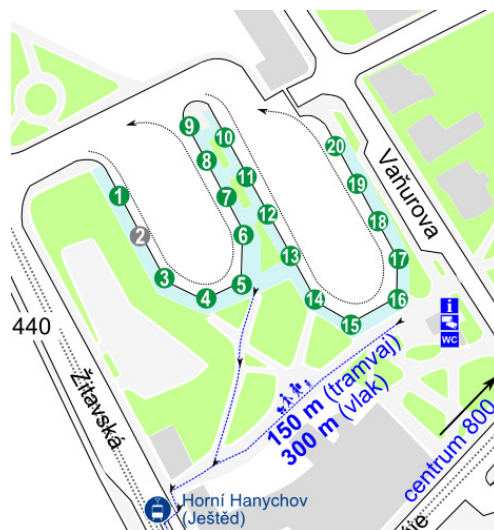 9
10
20
8
11
1
7
19
12
18
2
6
Vaňurova
13
17
3
5
4
14
16
15
i
WC
440
Žitavská
150 m (tramvaj)
300 m (vlak)
centrum 800
Horní Hanychov
(Ještěd)